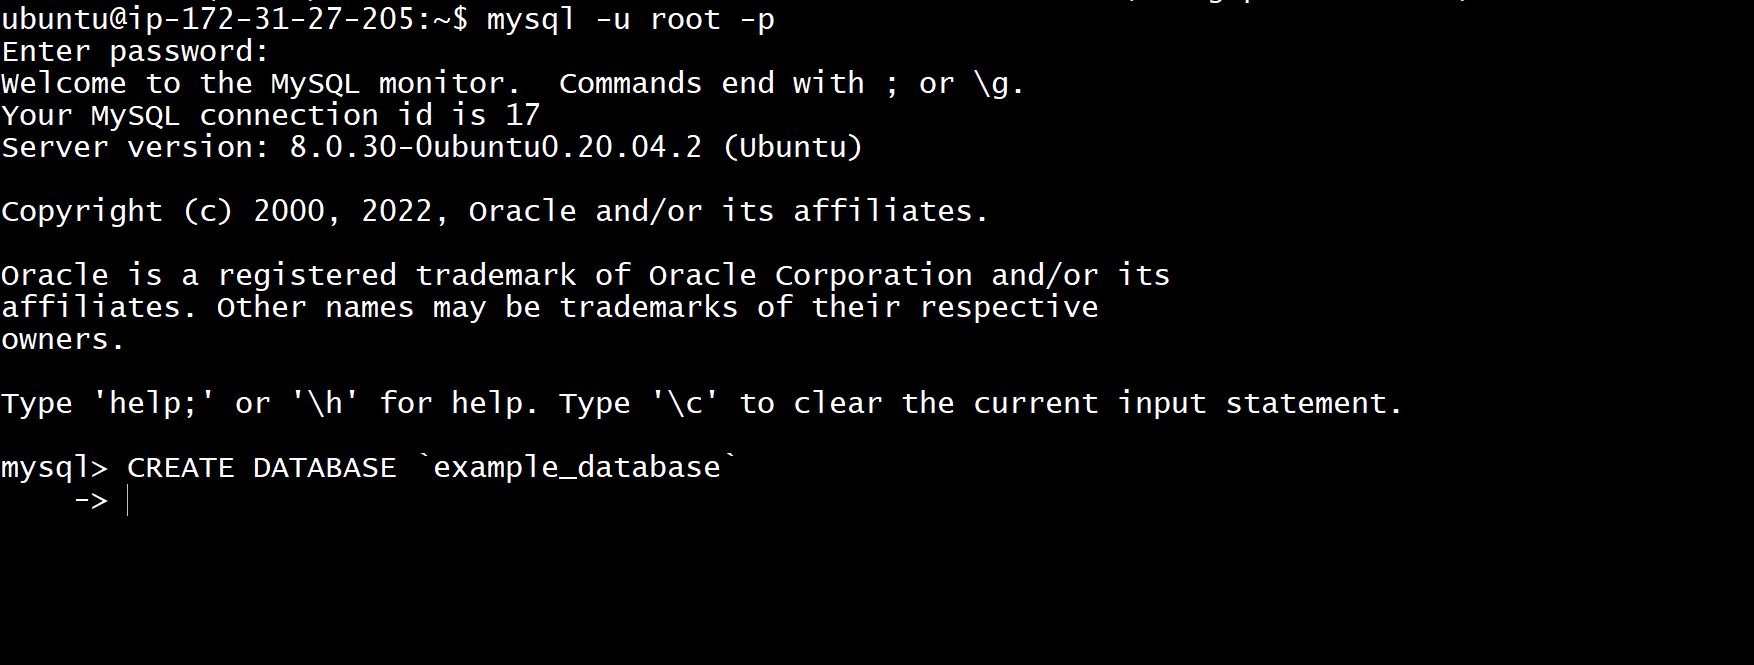 ubuntu@ip-172-31-27-205:~$ mysql -u root -p
Enter password:
Welcome to the MySQL monitor.  Commands end with ; or \g.
Your MySQL connection id is 17
Server version: 8.0.30-0ubuntu0.20.04.2 (Ubuntu)
Copyright (c) 2000, 2022, Oracle and/or its affiliates.
Oracle is a registered trademark of Oracle Corporation and/or its
affiliates. Other names may be trademarks of their respective
owners.
Type 'help;' or '\h' for help. Type '\c' to clear the current input statement.
mysql> CREATE DATABASE `example_database`
    ->